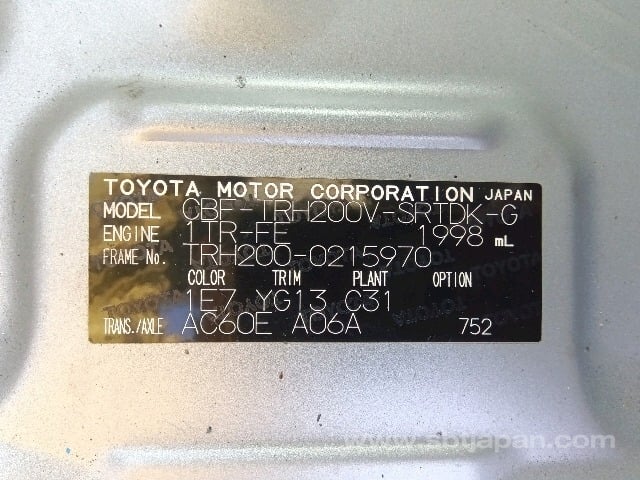 TOYOTA MOTOR CORPORATION JAPAN
MODEL CBF-TRH200V-SRTDK-G
ENGINE 1TR-FE 1998 mL
FRAME No. TRH200-0215970
COLOR TRIM PLANT OPTION
1E7 YG13 C31
TRANS./AXLE AC60E A06A 752
www.sbtjapan.com